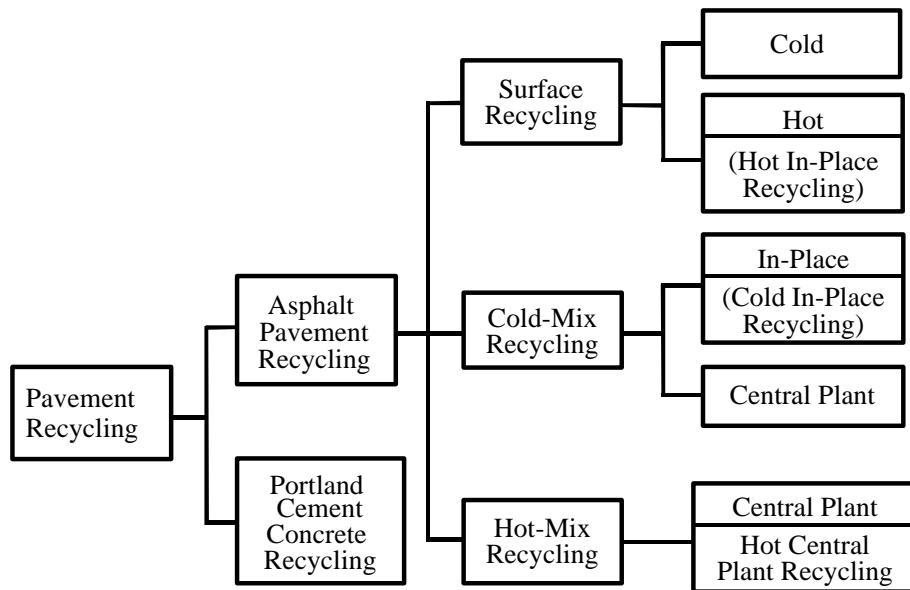 Cold
Surface
Recycling
Hot
(Hot In-Place
Recycling)
In-Place
(Cold In-Place
Recycling)
Asphalt
Pavement
Recycling
Cold-Mix
Recycling
Pavement
Recycling
Central Plant
Portland
Cement
Concrete
Recycling
Hot-Mix
Recycling
Central Plant
Hot Central
Plant Recycling